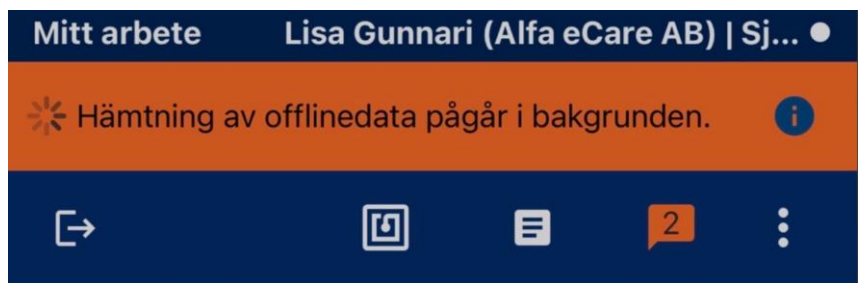 Mitt arbete Lisa Gunnari (Alfa eCare AB) | Sj...
Hämtning av offlinedata pågår i bakgrunden.
2